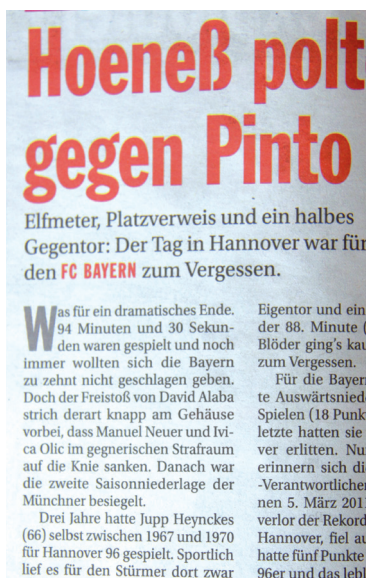 Hoeneß polt
gegen Pinto
Elfmeter, Platzverweis und ein halbes
Gegentor: Der Tag in Hannover war für
den FC BAYERN zum Vergessen.
Was für ein dramatisches Ende.
94 Minuten und 30 Sekun-
den waren gespielt und noch
immer wollten sich die Bayern
zu zehnt nicht geschlagen geben.
Doch der Freistoß von David Alaba
strich derart knapp am Gehäuse
vorbei, dass Manuel Neuer und Ivi-
ca Olic im gegnerischen Strafraum
auf die Knie sanken. Danach war
die zweite Saisonniederlage der
Münchner besiegelt.
Drei Jahre hatte Jupp Heynckes
(66) selbst zwischen 1967 und 1970
für Hannover 96 gespielt. Sportlich
lief es für den Stürmer dort zwar
Eigentor und ein
der 88. Minute (
Blöder ging's kau
zum Vergessen.
Für die Bayer
te Auswärtsniede
Spielen (18 Punk
letzte hatten sie
ver erlitten. Nu
erinnern sich die
-Verantwortlicher
nen 5. März 2011
verlor der Rekord
Hannover, fiel au
hatte fünf Punkte
96er und das lebl